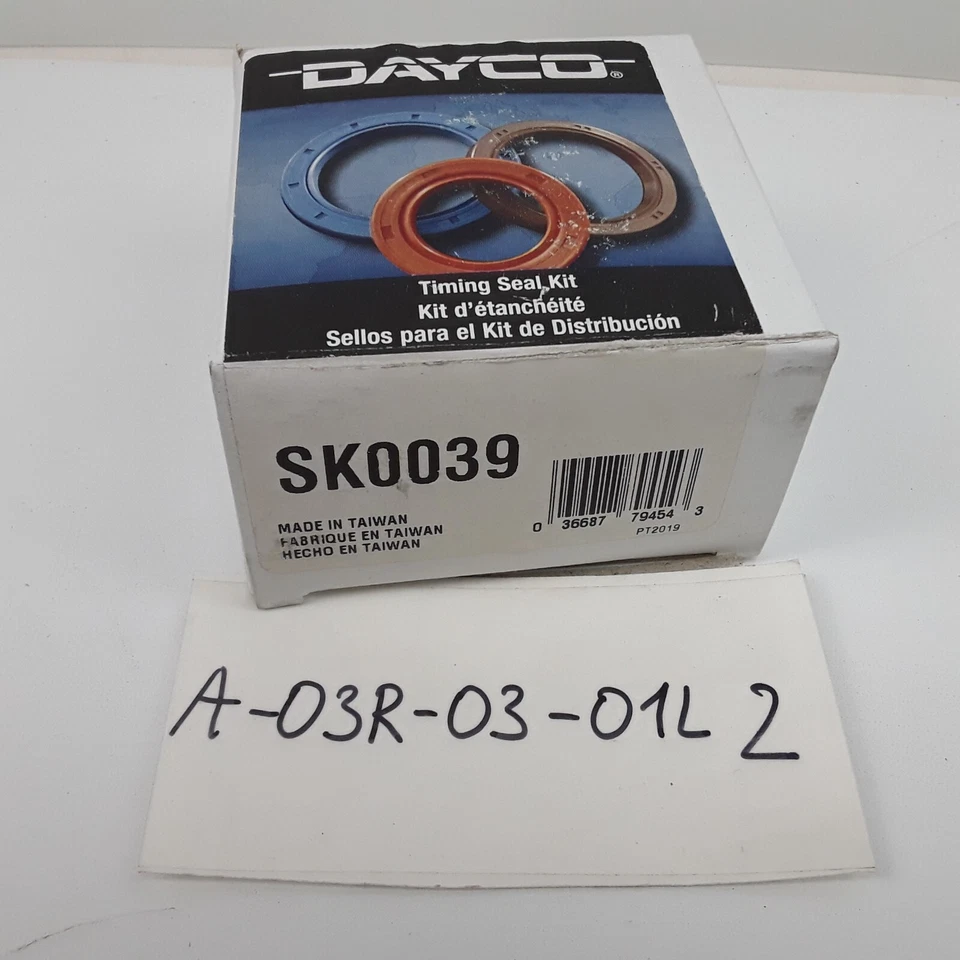 DAYCO®
Timing Seal Kit
Kit d'étanchéité
Sellos para el Kit de Distribución
SK0039
MADE IN TAIWAN
FABRIQUE EN TAIWAN
HECHO EN TAIWAN
0 36687 79454 3
PT2019
A-03R-03-01L 2